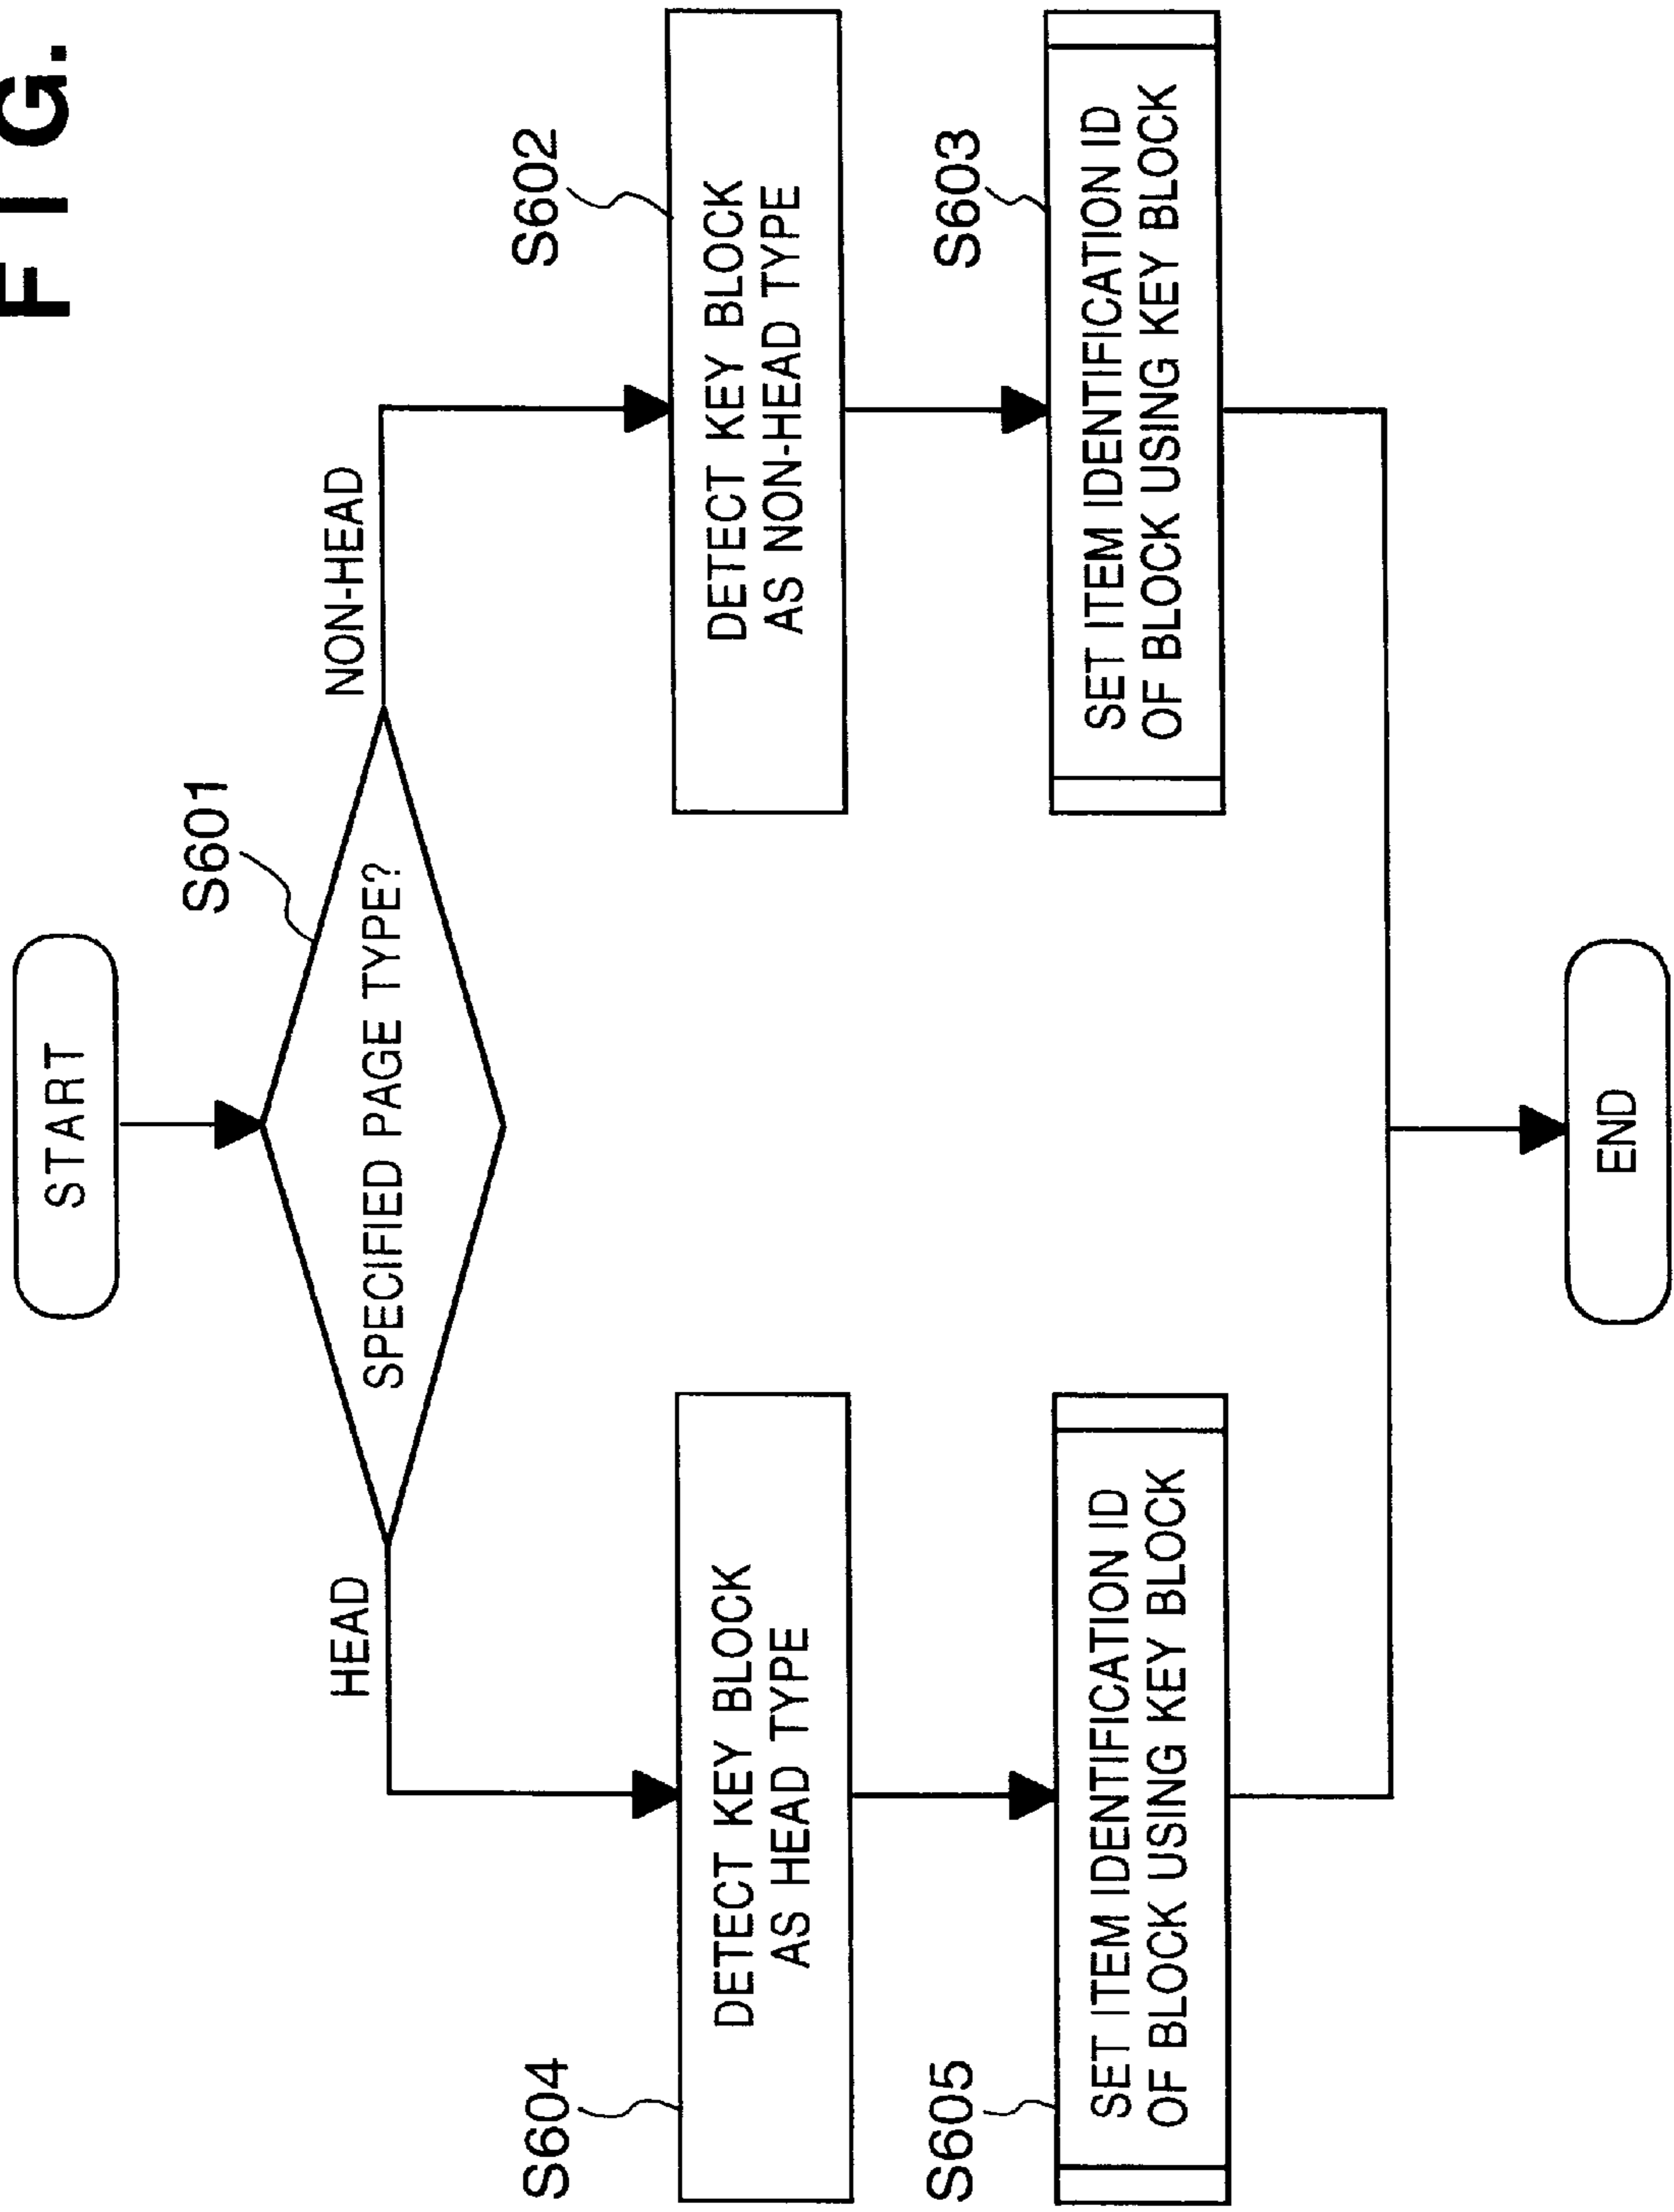 F I G.
START
S601
SPECIFIED PAGE TYPE?
HEAD
NON-HEAD
S604
DETECT KEY BLOCK
AS HEAD TYPE
S602
DETECT KEY BLOCK
AS NON-HEAD TYPE
S605
SET ITEM IDENTIFICATION ID
OF BLOCK USING KEY BLOCK
S603
SET ITEM IDENTIFICATION ID
OF BLOCK USING KEY BLOCK
END